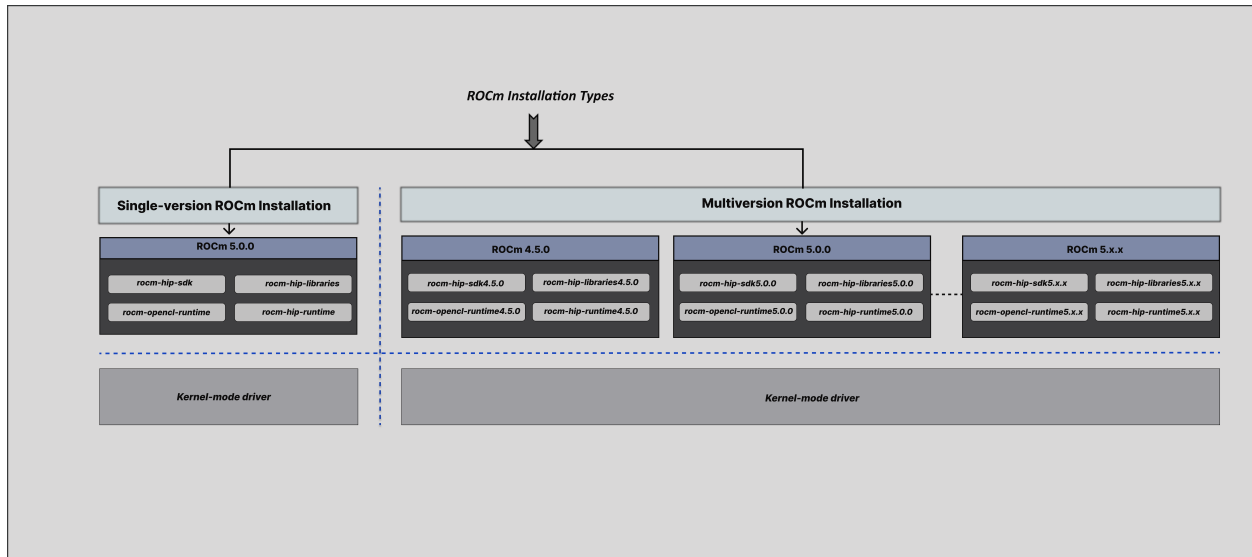 ROCm Installation Types
Single-version ROCm Installation
Multiversion ROCm Installation
ROCm 5.0.0
rocm-hip-sdk
rocm-hip-libraries
rocm-opencl-runtime
rocm-hip-runtime
ROCm 4.5.0
rocm-hip-sdk4.5.0
rocm-hip-libraries4.5.0
rocm-opencl-runtime4.5.0
rocm-hip-runtime4.5.0
ROCm 5.0.0
rocm-hip-sdk5.0.0
rocm-hip-libraries5.0.0
rocm-opencl-runtime5.0.0
rocm-hip-runtime5.0.0
ROCm 5.x.x
rocm-hip-sdk5.x.x
rocm-hip-libraries5.x.x
rocm-opencl-runtime5.x.x
rocm-hip-runtime5.x.x
Kernel-mode driver
Kernel-mode driver